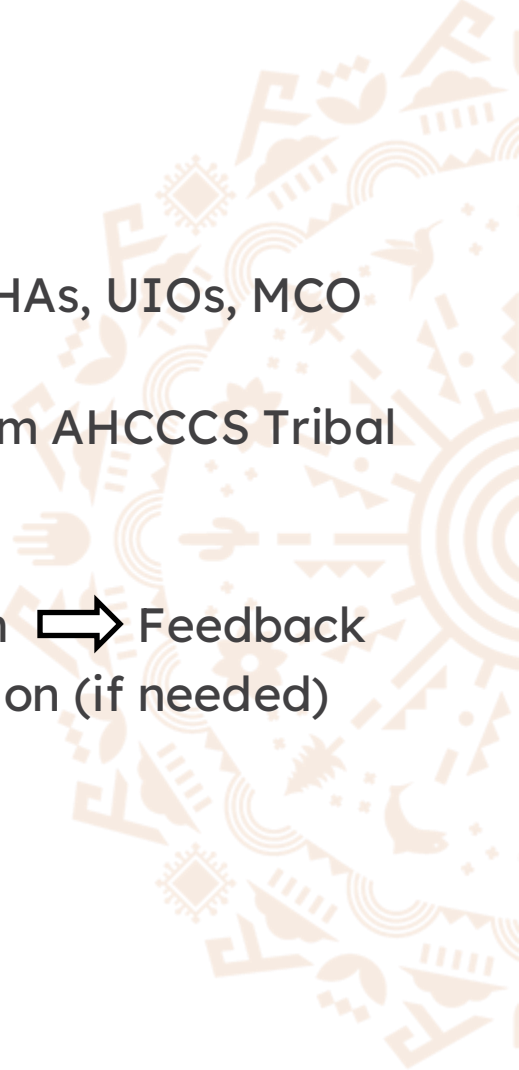 HAs, UIOs, MCO
m AHCCCS Tribal
Feedback
on (if needed)